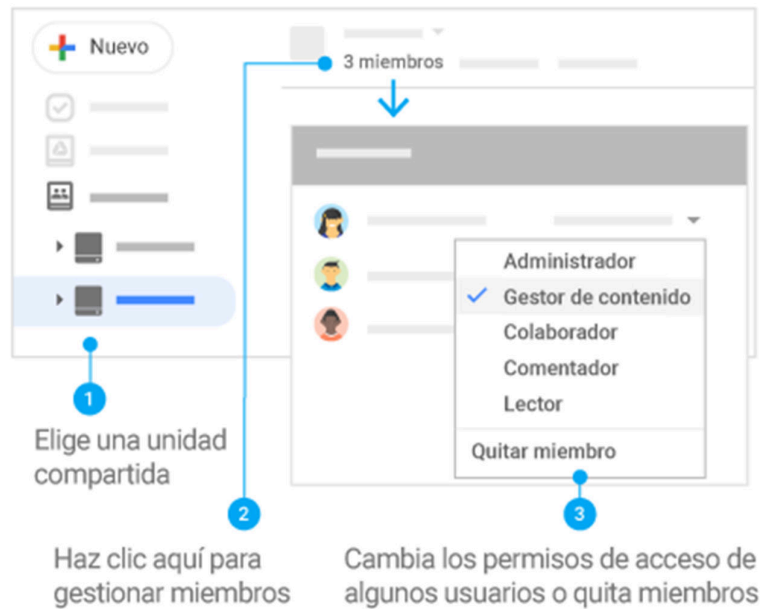 Nuevo
3 miembros
Administrador
Gestor de contenido
Colaborador
Comentador
Lector
Quitar miembro
1
Elige una unidad
compartida
2
Haz clic aquí para
gestionar miembros
3
Cambia los permisos de acceso de
algunos usuarios o quita miembros